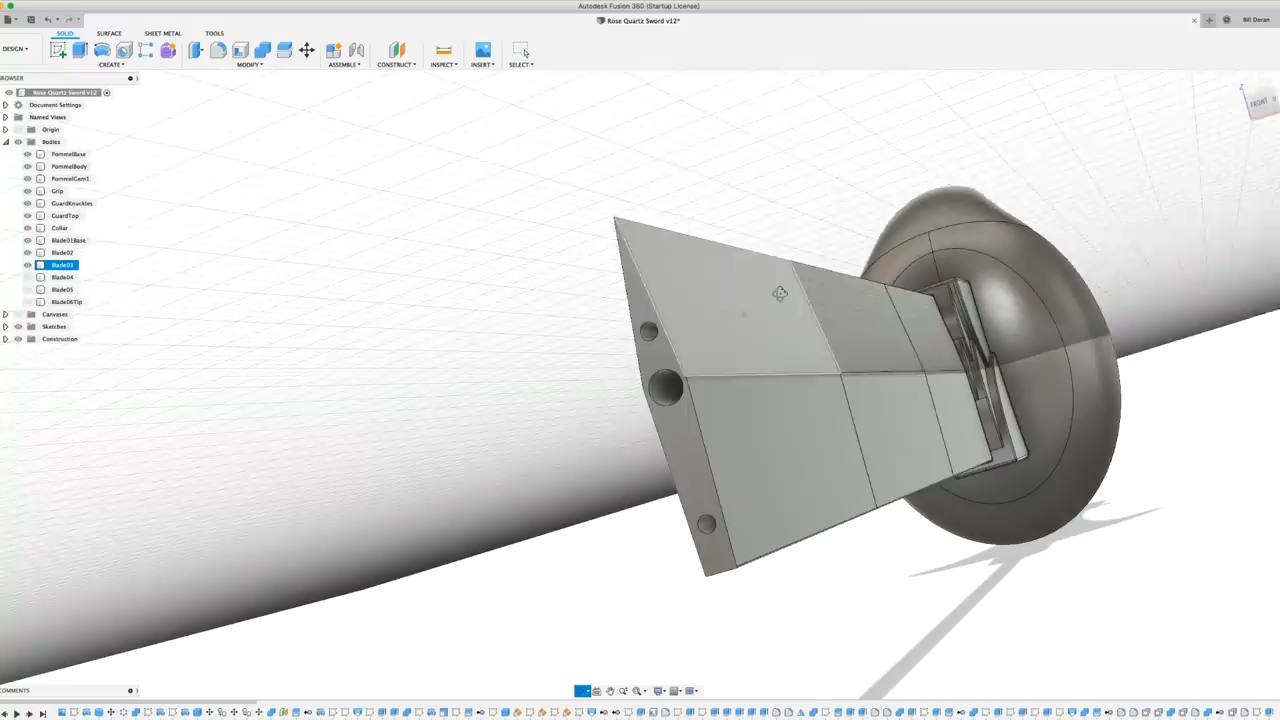 Autodesk Fusion 360 (Startup License)
Rose Quartz Sword v12*
Bill Doran
SOLID SURFACE SHEET METAL TOOLS
DESIGN
CREATE MODIFY ASSEMBLE CONSTRUCT INSPECT INSERT SELECT
BROWSER
Rose Quartz Sword v12
Document Settings
Named Views
Origin
Bodies
PommelBase
PommelBody
PommelGem1
Grip
GuardKnuckles
GuardTop
Collar
Blade01Base
Blade02
Blade03
Blade04
Blade05
Blade06Tip
Canvases
Sketches
Construction
Z
FRONT
COMMENTS